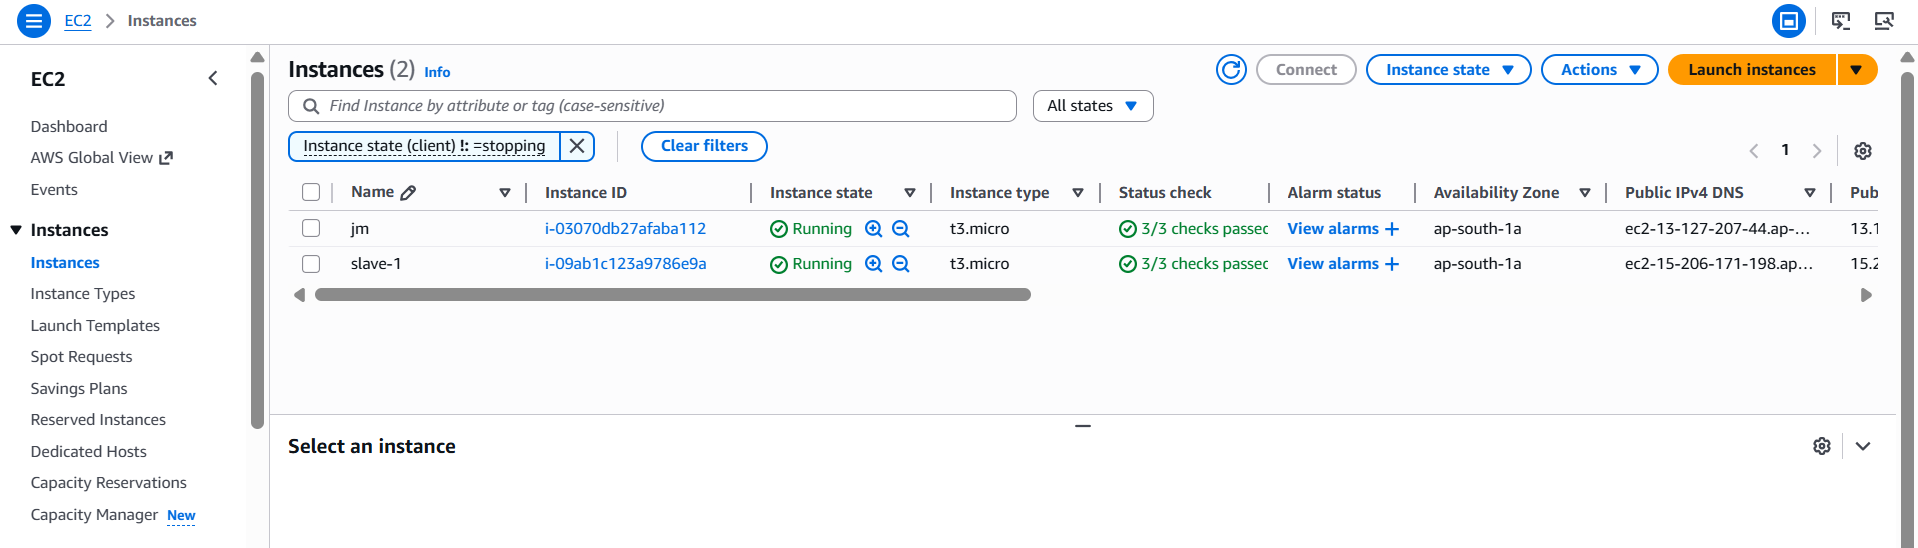 EC2 > Instances
EC2
Dashboard
AWS Global View
Events
Instances
Instances
Instance Types
Launch Templates
Spot Requests
Savings Plans
Reserved Instances
Dedicated Hosts
Capacity Reservations
Capacity Manager New
Instances (2) Info
Connect
Instance state
Actions
Launch instances
Find Instance by attribute or tag (case-sensitive)
All states
Instance state (client) !: =stopping
Clear filters
1
Name Instance ID Instance state Instance type Status check Alarm status Availability Zone Public IPv4 DNS Pub
jm i-03070db27afaba112 Running t3.micro 3/3 checks passed View alarms + ap-south-1a ec2-13-127-207-44.ap-... 13.1
slave-1 i-09ab1c123a9786e9a Running t3.micro 3/3 checks passed View alarms + ap-south-1a ec2-15-206-171-198.ap... 15.2
Select an instance